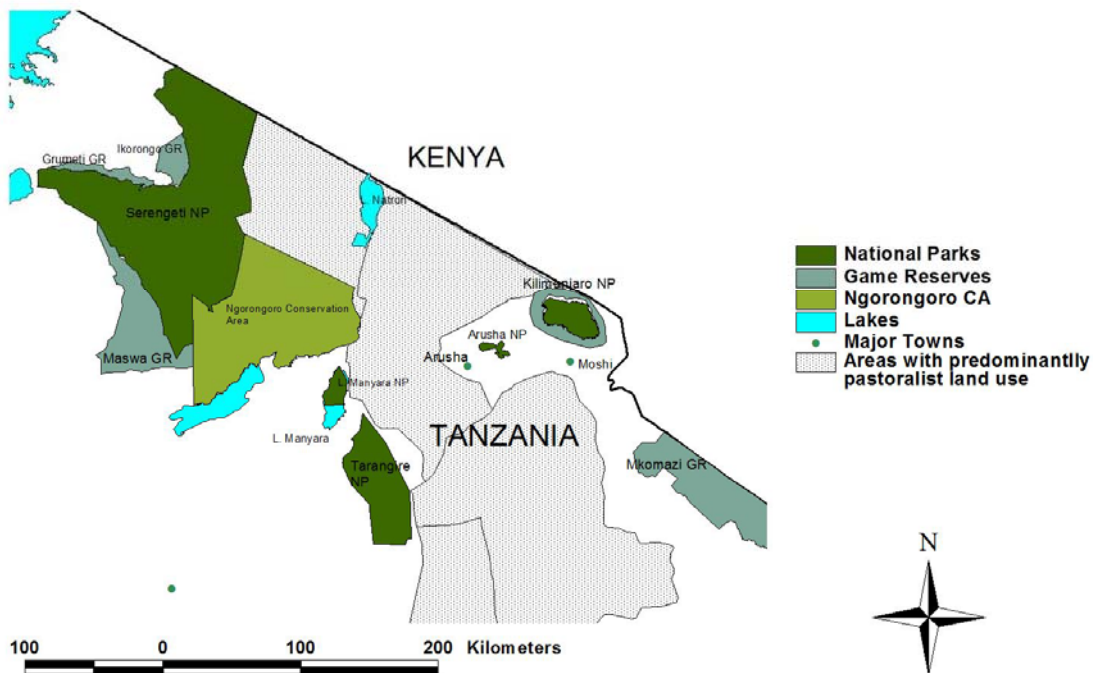 KENYA
Ikorongo GR
Grumeti GR
L. Natron
Serengeti NP
Kilimenjaro NP
Ngorongoro Conservation
Area
Arusha NP
Maswa GR
Arusha
Moshi
L. Manyara NP
L. Manyara
TANZANIA
Tarangire
NP
Mkomazi GR
National Parks
Game Reserves
Ngorongoro CA
Lakes
Major Towns
Areas with predominantlly
pastoralist land use
N
100 0 100 200 Kilometers